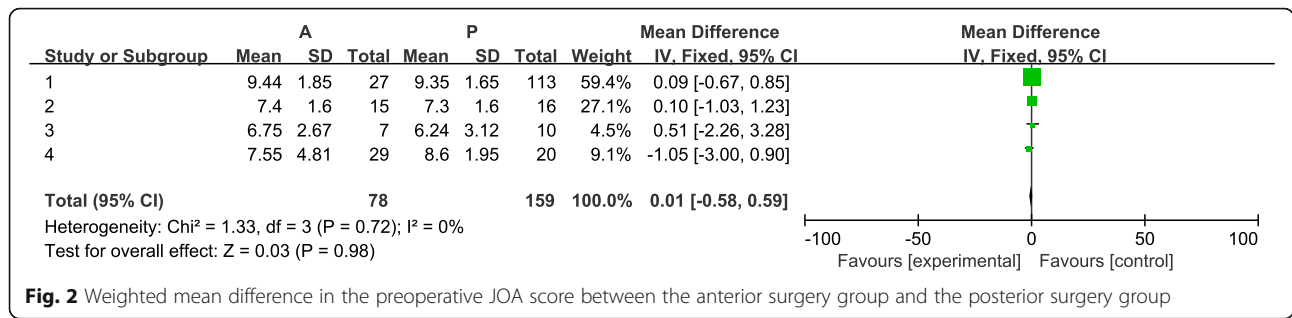 A P Mean Difference Mean Difference
Study or Subgroup Mean SD Total Mean SD Total Weight IV, Fixed, 95% CI IV, Fixed, 95% CI
1 9.44 1.85 27 9.35 1.65 113 59.4% 0.09 [-0.67, 0.85]
2 7.4 1.6 15 7.3 1.6 16 27.1% 0.10 [-1.03, 1.23]
3 6.75 2.67 7 6.24 3.12 10 4.5% 0.51 [-2.26, 3.28]
4 7.55 4.81 29 8.6 1.95 20 9.1% -1.05 [-3.00, 0.90]
Total (95% CI) 78 159 100.0% 0.01 [-0.58, 0.59]
Heterogeneity: Chi² = 1.33, df = 3 (P = 0.72); I² = 0%
Test for overall effect: Z = 0.03 (P = 0.98)
-100 -50 0 50 100
Favours [experimental] Favours [control]
Fig. 2 Weighted mean difference in the preoperative JOA score between the anterior surgery group and the posterior surgery group